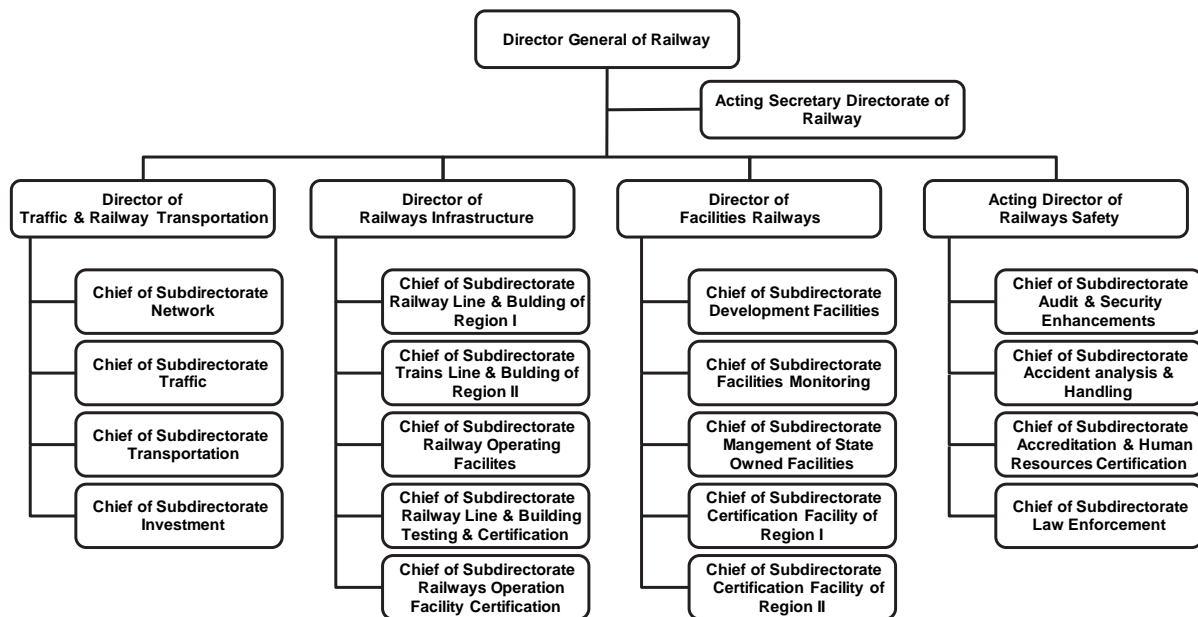 Director General of Railway
Acting Secretary Directorate of
Railway
Director of
Traffic & Railway Transportation
Chief of Subdirectorate
Network
Chief of Subdirectorate
Traffic
Chief of Subdirectorate
Transportation
Chief of Subdirectorate
Investment
Director of
Railways Infrastructure
Chief of Subdirectorate
Railway Line & Bulding of
Region I
Chief of Subdirectorate
Trains Line & Bulding of
Region II
Chief of Subdirectorate
Railway Operating
Facilites
Chief of Subdirectorate
Railway Line & Building
Testing & Certification
Chief of Subdirectorate
Railways Operation
Facility Certification
Director of
Facilities Railways
Chief of Subdirectorate
Development Facilities
Chief of Subdirectorate
Facilities Monitoring
Chief of Subdirectorate
Mangement of State
Owned Facilities
Chief of Subdirectorate
Certification Facility of
Region I
Chief of Subdirectorate
Certification Facility of
Region II
Acting Director of
Railways Safety
Chief of Subdirectorate
Audit & Security
Enhancements
Chief of Subdirectorate
Accident analysis &
Handling
Chief of Subdirectorate
Accreditation & Human
Resources Certification
Chief of Subdirectorate
Law Enforcement